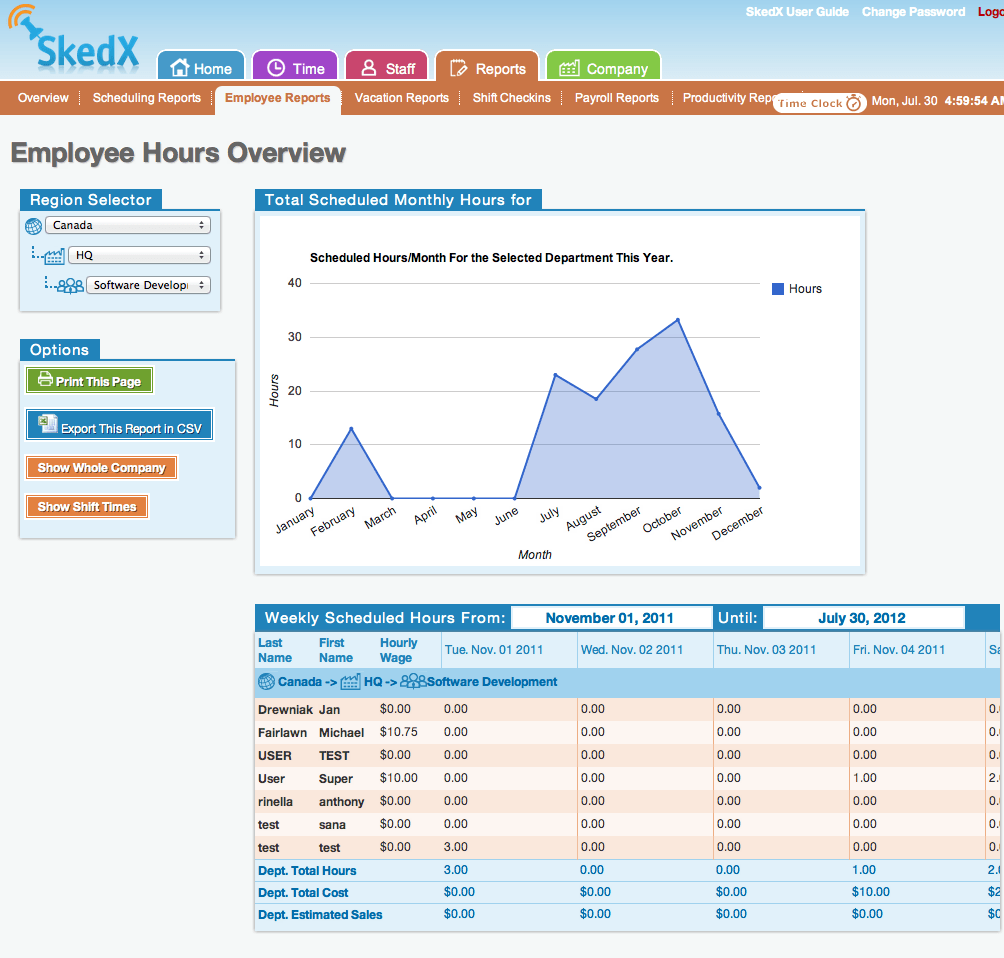 SkedX User Guide Change Password Logo
SkedX
Home Time Staff Reports Company
Overview Scheduling Reports Employee Reports Vacation Reports Shift Checkins Payroll Reports Productivity Repo Time Clock Mon, Jul. 30 4:59:54 AM
Employee Hours Overview
Region Selector
Canada
HQ
Software Develop
Options
Print This Page
Export This Report in CSV
Show Whole Company
Show Shift Times
Total Scheduled Monthly Hours for
Scheduled Hours/Month For the Selected Department This Year.
Hours
40
30
20
10
0
Hours
January February March April May June July August September October November December
Month
Weekly Scheduled Hours From: November 01, 2011 Until: July 30, 2012
Last Name First Name Hourly Wage Tue. Nov. 01 2011 Wed. Nov. 02 2011 Thu. Nov. 03 2011 Fri. Nov. 04 2011 Sa
Canada -> HQ -> Software Development
Drewniak Jan $0.00 0.00 0.00 0.00 0.00 0.
Fairlawn Michael $10.75 0.00 0.00 0.00 0.00 0.
USER TEST $0.00 0.00 0.00 0.00 0.00 0.
User Super $10.00 0.00 0.00 0.00 1.00 2.
rinella anthony $0.00 0.00 0.00 0.00 0.00 0.
test sana $0.00 0.00 0.00 0.00 0.00 0.
test test $0.00 3.00 0.00 0.00 0.00 0.
Dept. Total Hours 3.00 0.00 0.00 1.00 2.0
Dept. Total Cost $0.00 $0.00 $0.00 $10.00 $2
Dept. Estimated Sales $0.00 $0.00 $0.00 $0.00 $0